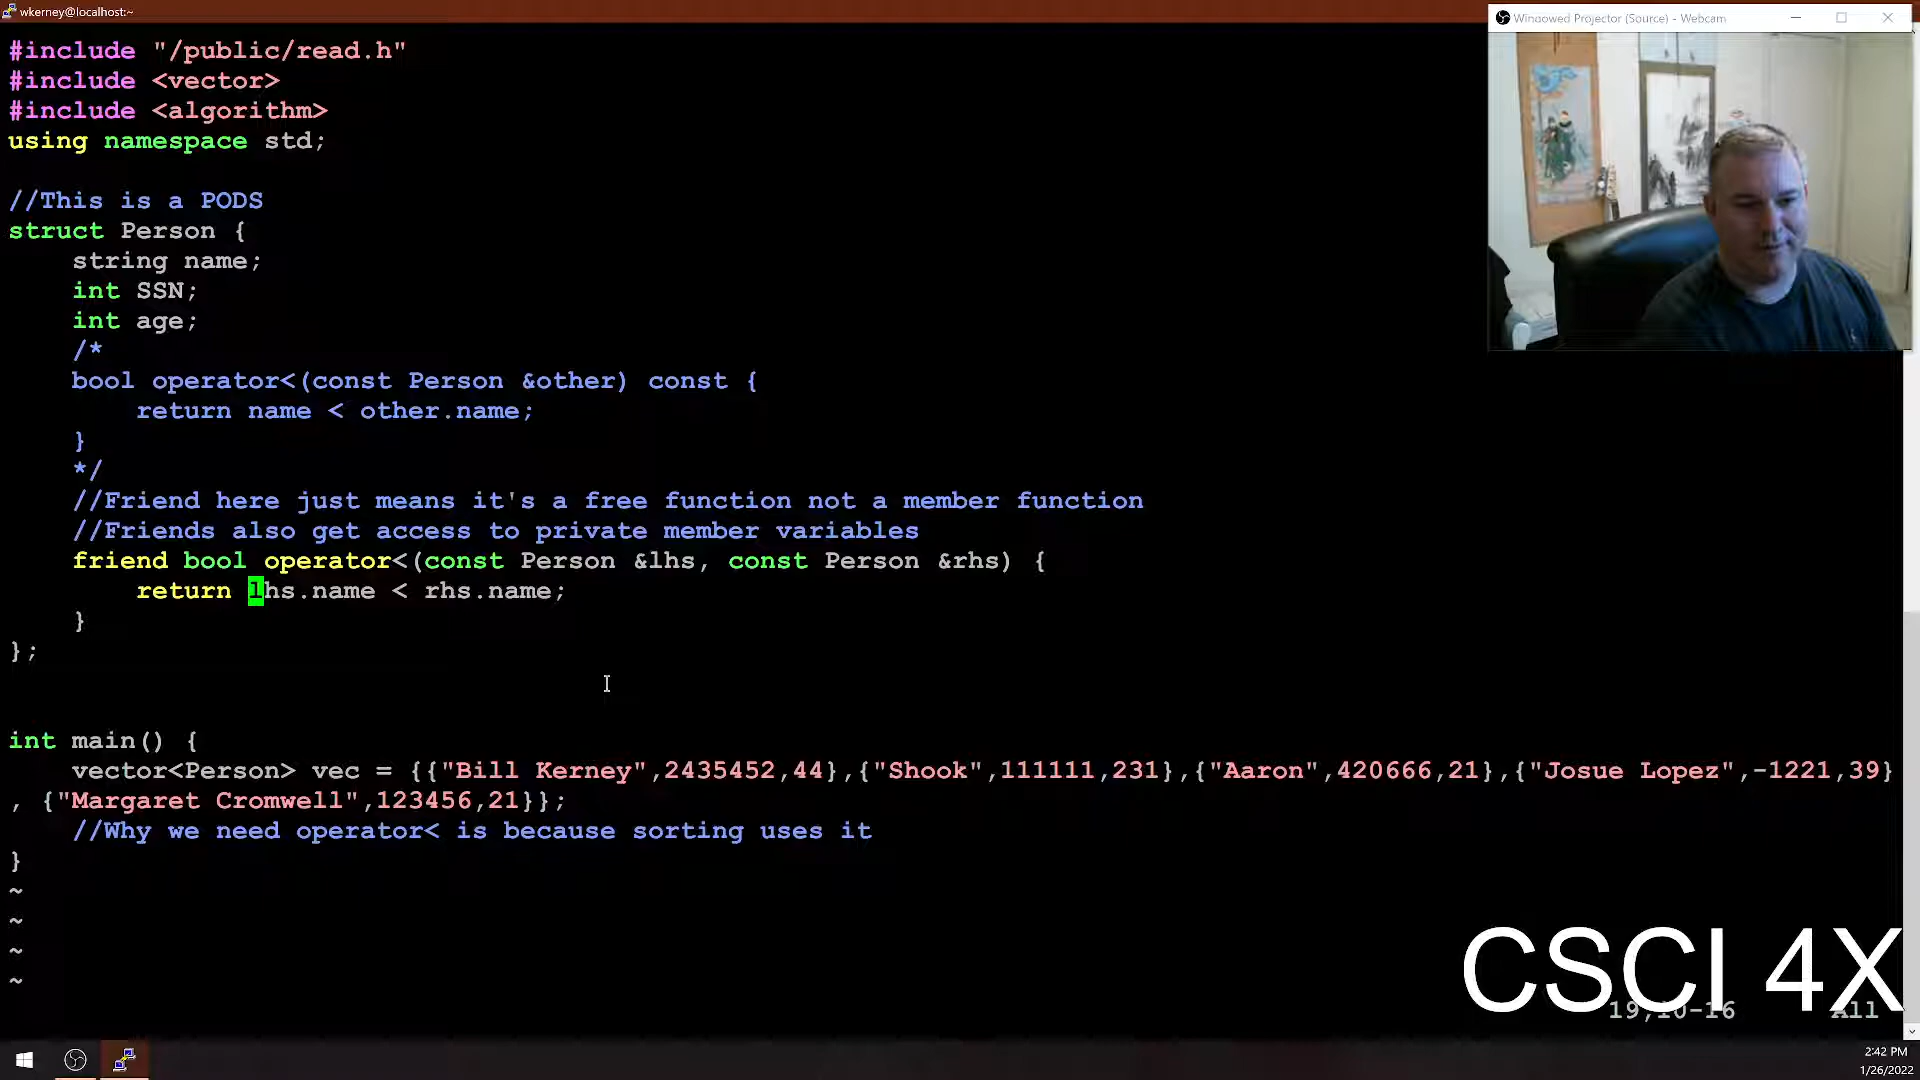 wkerney@localhost:~
Windowed Projector (Source) - Webcam
#include "/public/read.h"
#include <vector>
#include <algorithm>
using namespace std;
//This is a PODS
struct Person {
string name;
int SSN;
int age;
/*
bool operator<(const Person &other) const {
return name < other.name;
}
*/
//Friend here just means it's a free function not a member function
//Friends also get access to private member variables
friend bool operator<(const Person &lhs, const Person &rhs) {
return lhs.name < rhs.name;
}
};
int main() {
vector<Person> vec = {{"Bill Kerney",2435452,44},{"Shook",111111,231},{"Aaron",420666,21},{"Josue Lopez",-1221,39}
, {"Margaret Cromwell",123456,21}};
//Why we need operator< is because sorting uses it
}
~
~
~
~
CSCI 4X
All
2:42 PM
1/26/2022